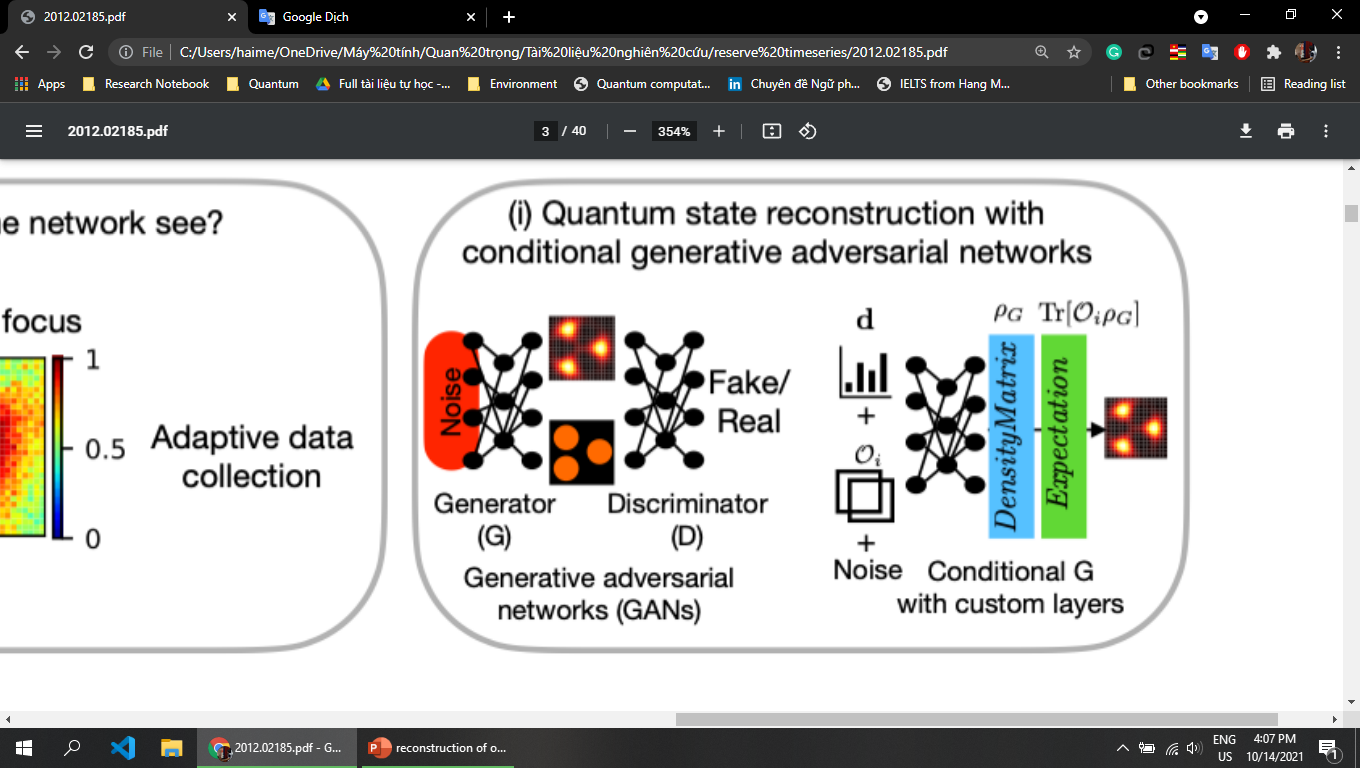 2012.02185.pdf
Google Dịch
File
C:/Users/haime/OneDrive/Máy%20tính/Quan%20trọng/Tài%20liệu%20nghiên%20cứu/reserve%20timeseries/2012.02185.pdf
Apps Research Notebook Quantum Full tài liệu tự học -... Environment Quantum computat... Chuyên đề Ngữ ph... IELTS from Hang M... Other bookmarks Reading list
2012.02185.pdf 3 / 40 354%
e network see?
focus
1
0.5
0
Adaptive data
collection
(i) Quantum state reconstruction with
conditional generative adversarial networks
Noise
Fake/
Real
Generator
(G)
Discriminator
(D)
Generative adversarial
networks (GANs)
d
+
𝒪i
+
Noise
ρG Tr[𝒪iρG]
DensityMatrix
Expectation
Conditional G
with custom layers
2012.02185.pdf - G...
reconstruction of o...
ENG
US
4:07 PM
10/14/2021
1